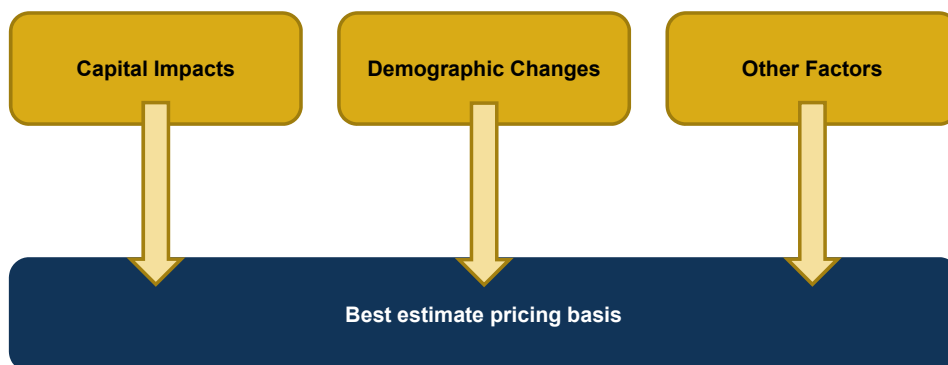 Capital Impacts
Demographic Changes
Other Factors
Best estimate pricing basis